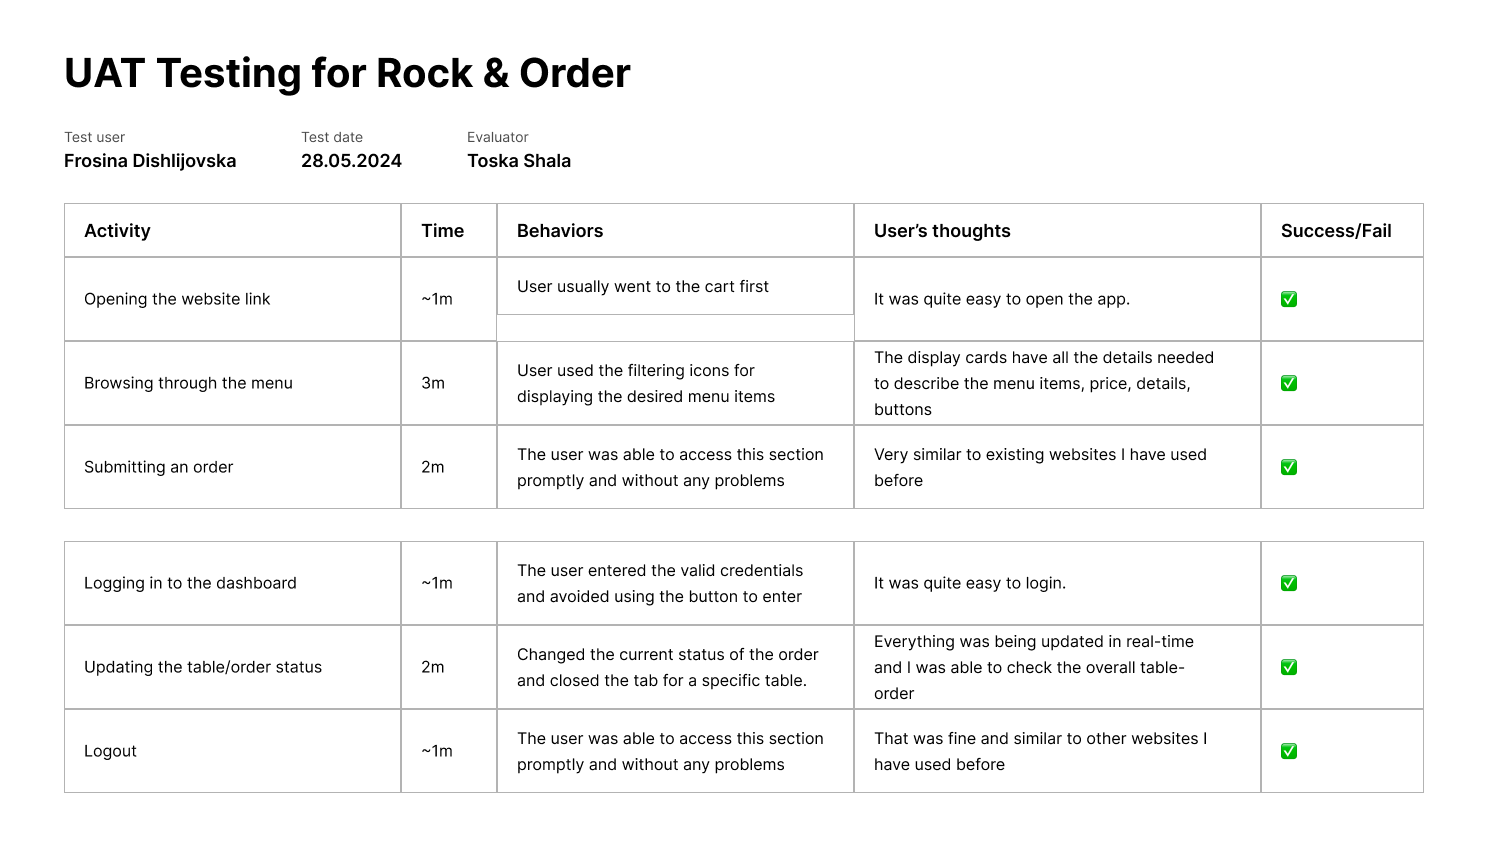 UAT Testing for Rock & Order
Test user
Frosina Dishlijovska
Test date
28.05.2024
Evaluator
Toska Shala
Activity
Time
Behaviors
User’s thoughts
Success/Fail
Opening the website link
~1m
User usually went to the cart first
It was quite easy to open the app.
✅
Browsing through the menu
3m
User used the filtering icons for
displaying the desired menu items
The display cards have all the details needed
to describe the menu items, price, details,
buttons
✅
Submitting an order
2m
The user was able to access this section
promptly and without any problems
Very similar to existing websites I have used
before
✅
Logging in to the dashboard
~1m
The user entered the valid credentials
and avoided using the button to enter
It was quite easy to login.
✅
Updating the table/order status
2m
Changed the current status of the order
and closed the tab for a specific table.
Everything was being updated in real-time
and I was able to check the overall table-
order
✅
Logout
~1m
The user was able to access this section
promptly and without any problems
That was fine and similar to other websites I
have used before
✅